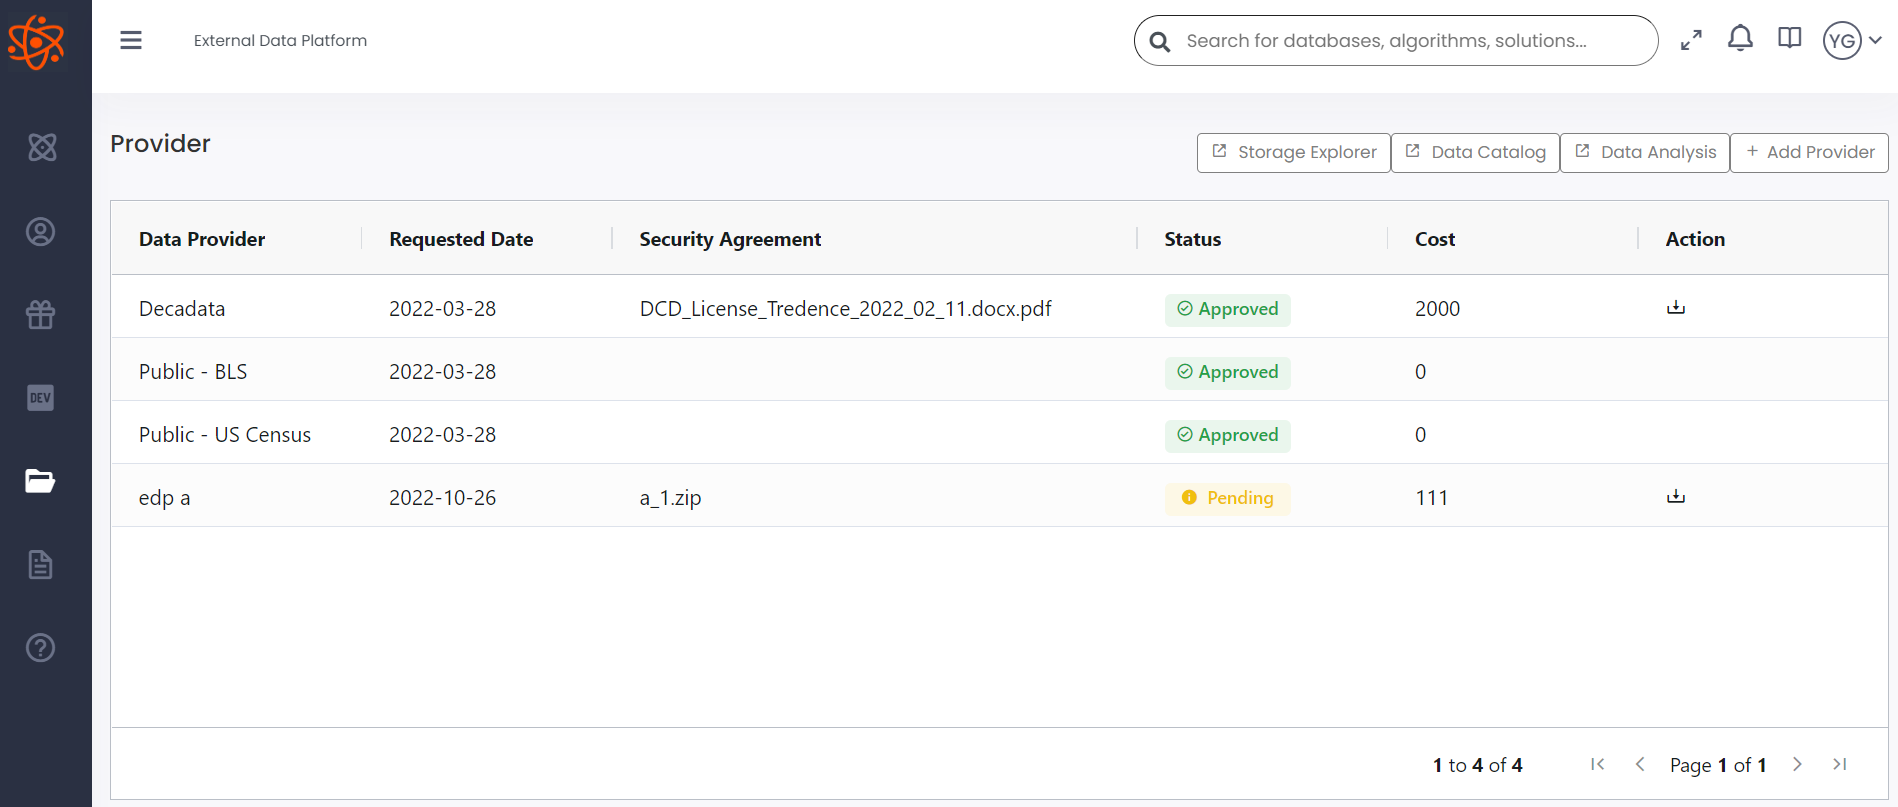 External Data Platform
Search for databases, algorithms, solutions...
YG
Provider
Storage Explorer
Data Catalog
Data Analysis
+ Add Provider
Data Provider Requested Date Security Agreement Status Cost Action
Decadata 2022-03-28 DCD_License_Tredence_2022_02_11.docx.pdf Approved 2000
Public - BLS 2022-03-28 Approved 0
DEV
Public - US Census 2022-03-28 Approved 0
edp a 2022-10-26 a_1.zip Pending 111
1 to 4 of 4 Page 1 of 1